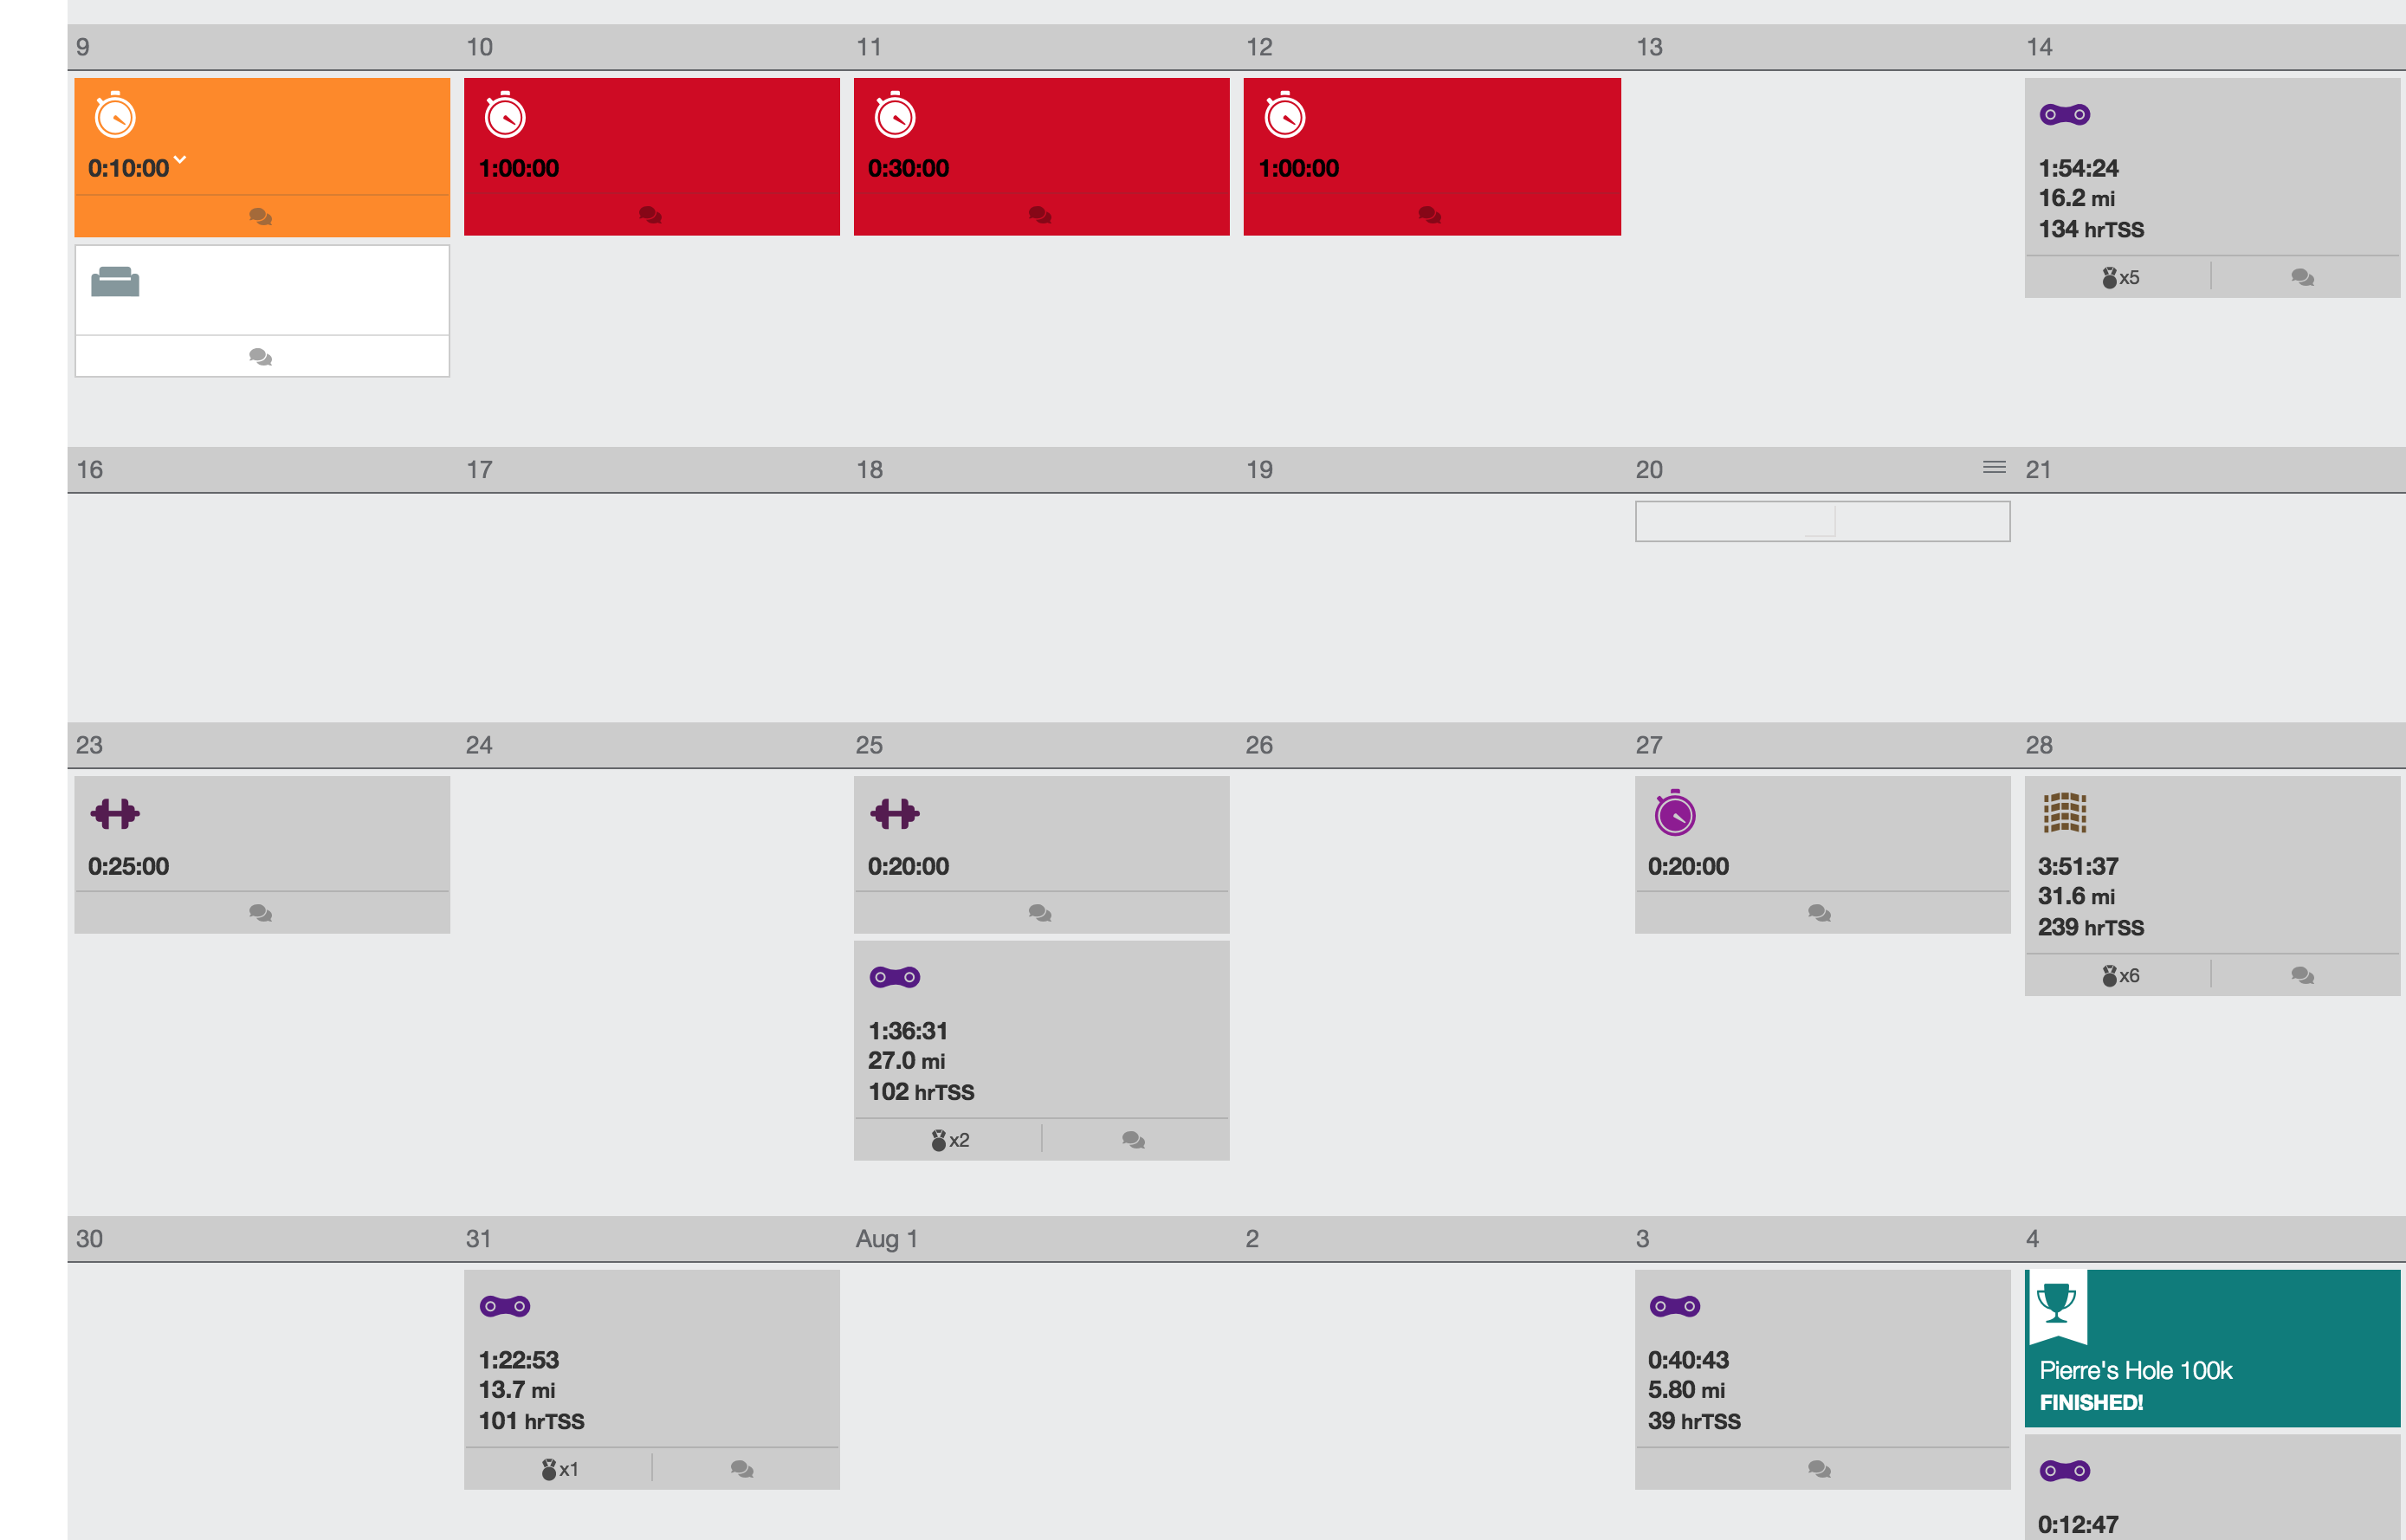 9 10 11 12 13 14
0:10:00
1:00:00
0:30:00
1:00:00
1:54:24
16.2 mi
134 hrTSS
x5
16 17 18 19 20 21
23 24 25 26 27 28
0:25:00
0:20:00
1:36:31
27.0 mi
102 hrTSS
x2
0:20:00
3:51:37
31.6 mi
239 hrTSS
x6
30 31 Aug 1 2 3 4
1:22:53
13.7 mi
101 hrTSS
x1
0:40:43
5.80 mi
39 hrTSS
Pierre's Hole 100k
FINISHED!
0:12:47